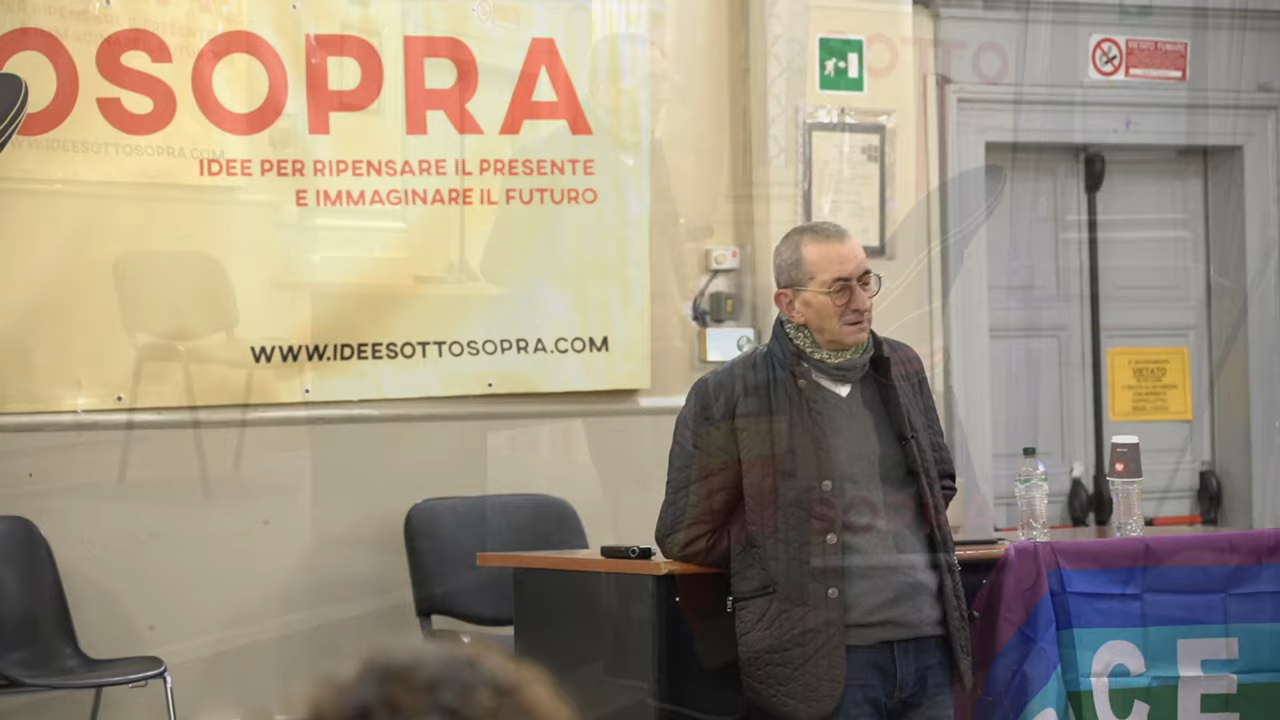 OSOPRA
IDEE PER RIPENSARE IL PRESENTE
E IMMAGINARE IL FUTURO
WWW.IDEESOTTOSOPRA.COM
WWW.IDEESOTTOSOPRA.COM
VIETATO FUMARE
VIETATO
CE